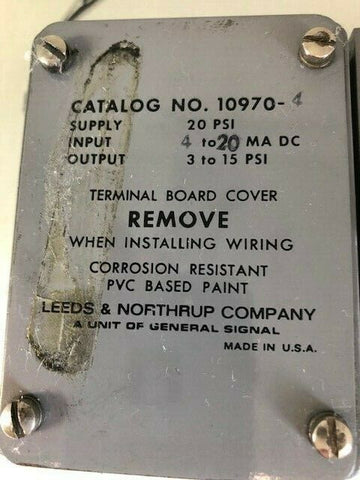 CATALOG NO. 10970-4
SUPPLY 20 PSI
INPUT 4 to 20 MA DC
OUTPUT 3 to 15 PSI
TERMINAL BOARD COVER
REMOVE
WHEN INSTALLING WIRING
CORROSION RESISTANT
PVC BASED PAINT
LEEDS & NORTHRUP COMPANY
A UNIT OF GENERAL SIGNAL
MADE IN U.S.A.